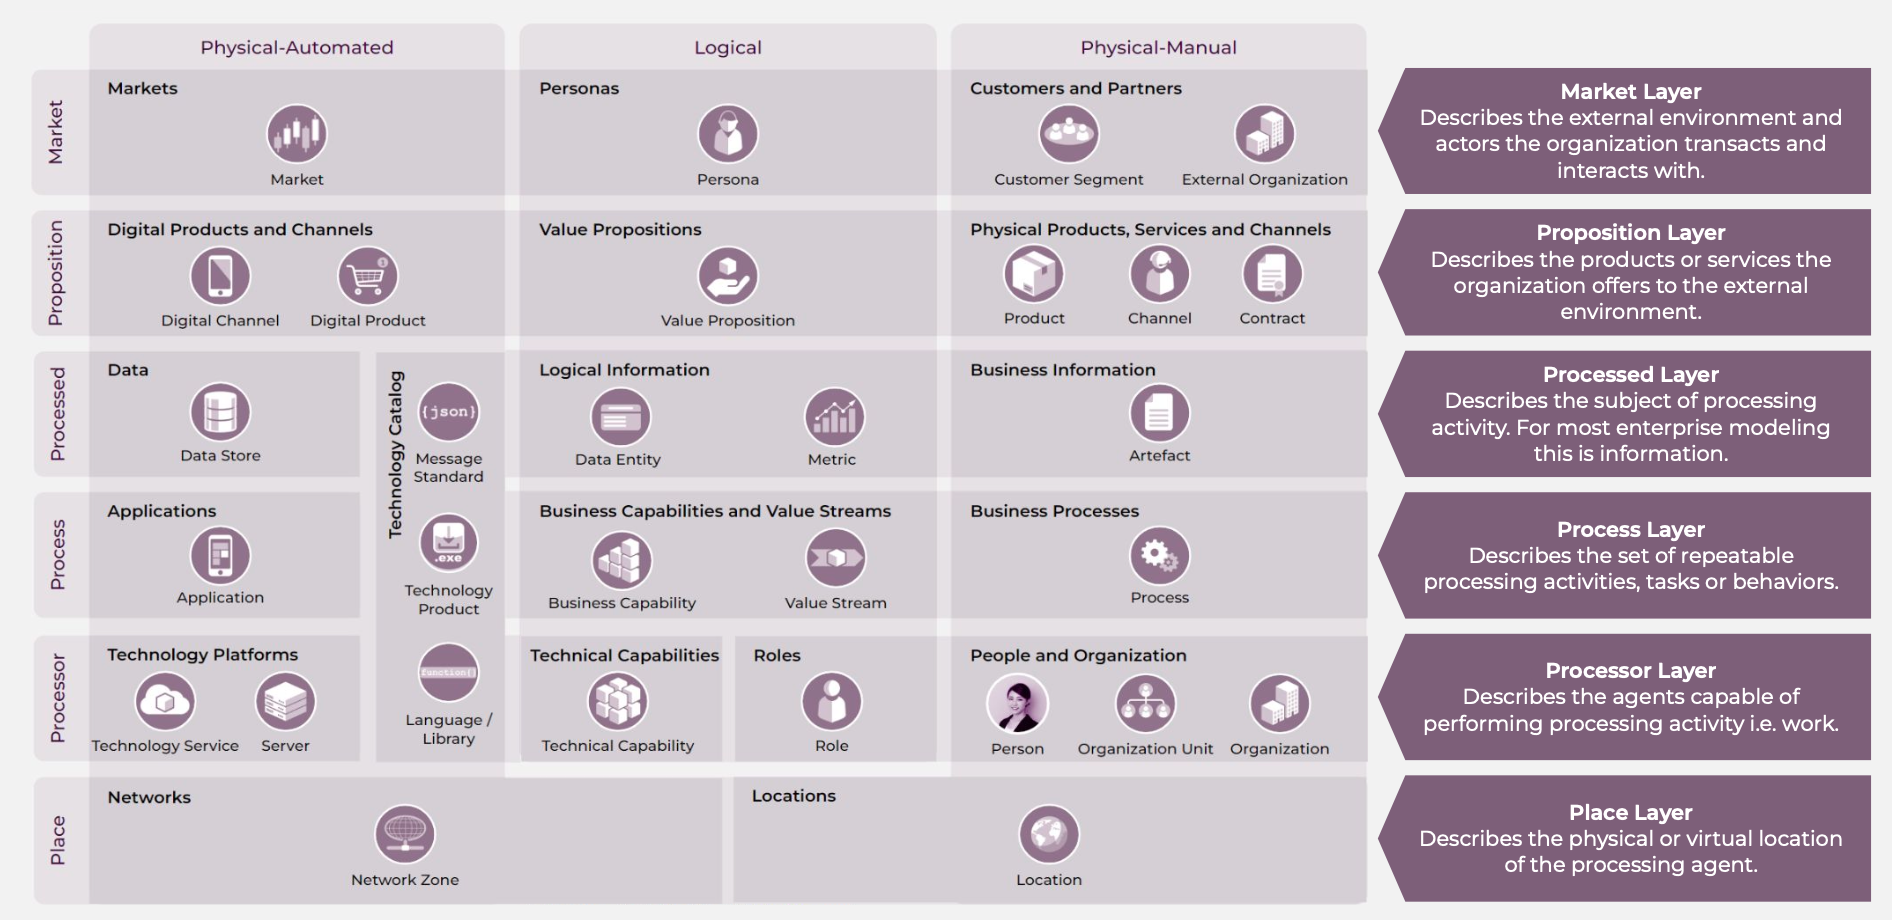 Physical-Automated
Logical
Physical-Manual
Market
Markets
Market
Personas
Persona
Customers and Partners
Customer Segment
External Organization
Market Layer
Describes the external environment and
actors the organization transacts and
interacts with.
Proposition
Digital Products and Channels
Digital Channel
1
Digital Product
Value Propositions
Value Proposition
Physical Products, Services and Channels
Product
Channel
Contract
Proposition Layer
Describes the products or services the
organization offers to the external
environment.
Processed
Data
Data Store
Technology Catalog
{json}
Message
Standard
.exe
Technology
Product
function()
Language /
Library
Logical Information
Data Entity
Metric
Business Information
Artefact
Processed Layer
Describes the subject of processing
activity. For most enterprise modeling
this is information.
Process
Applications
Application
Business Capabilities and Value Streams
Business Capability
Value Stream
Business Processes
Process
Process Layer
Describes the set of repeatable
processing activities, tasks or behaviors.
Processor
Technology Platforms
Technology Service
Server
Technical Capabilities
Technical Capability
Roles
Role
People and Organization
Person
Organization Unit
Organization
Processor Layer
Describes the agents capable of
performing processing activity i.e. work.
Place
Networks
Network Zone
Locations
Location
Place Layer
Describes the physical or virtual location
of the processing agent.